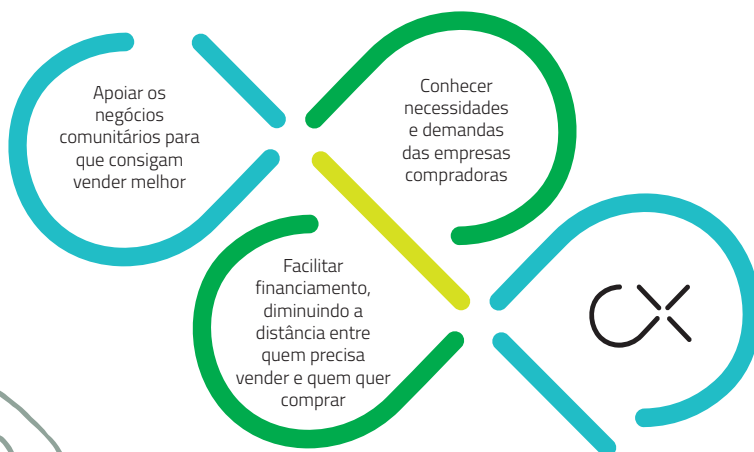 Apoiar os
negócios
comunitários para
que consigam
vender melhor
Conhecer
necessidades
e demandas
das empresas
compradoras
Facilitar
financiamento,
diminuindo a
distância entre
quem precisa
vender e quem quer
comprar
CX